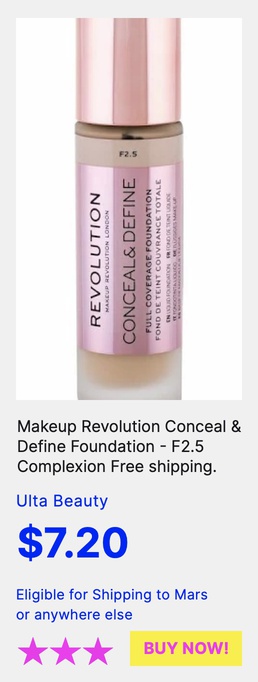 F2.5
REVOLUTION
MAKEUP REVOLUTION LONDON
CONCEAL & DEFINE
FULL COVERAGE FOUNDATION
FOND DE TEINT COUVRANCE TOTALE
Makeup Revolution Conceal &
Define Foundation - F2.5
Complexion Free shipping.
Ulta Beauty
$7.20
Eligible for Shipping to Mars
or anywhere else
BUY NOW!